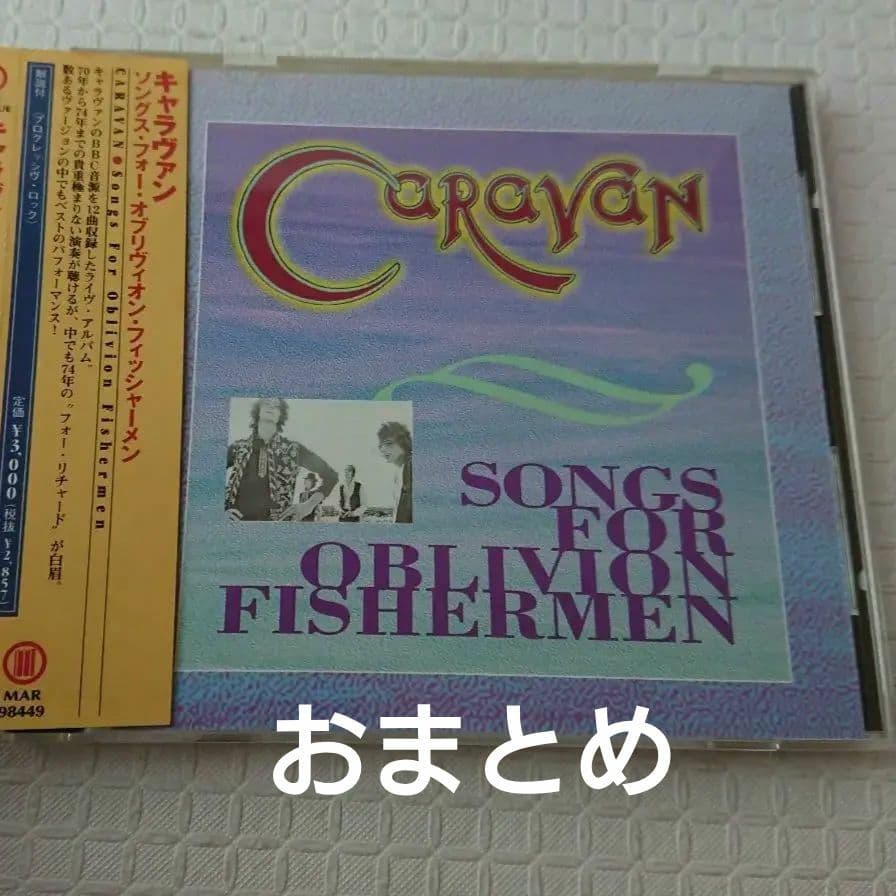 キャラヴァン
ソングス・フォー・オブリヴィオン・フィッシャーメン
CARAVAN●Songs For Oblivion Fishermen
キャラヴァンのBBC音源を12曲収録したライヴ・アルバム。
70年から74年までの貴重極まりない演奏が聴けるが、中でも74年の“フォー・リチャード”が白眉。
数あるヴァージョンの中でもベストのパフォーマンス！
解説付 (プログレッシヴ・ロック)
定価 ¥3,000 (税抜 ¥2,857)
MAR
98449
CARAVAN
SONGS
FOR
OBLIVION
FISHERMEN
おまとめ